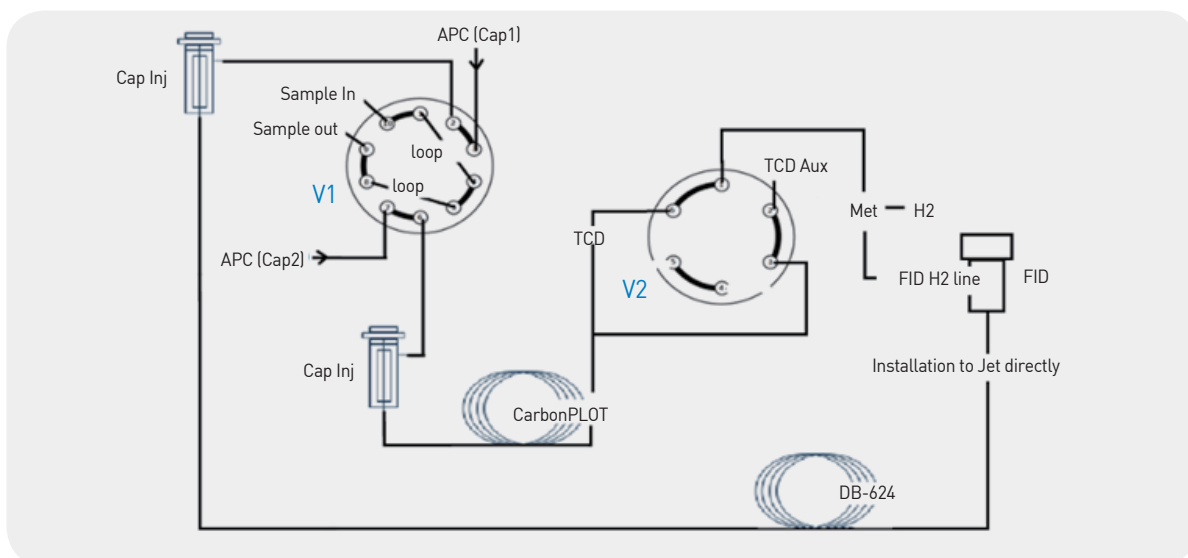 APC (Cap1)
Cap Inj
Sample In
Sample out
loop
loop
V1
TCD Aux
Met
H2
TCD
APC (Cap2)
V2
FID H2 line
FID
Cap Inj
Installation to Jet directly
CarbonPLOT
DB-624